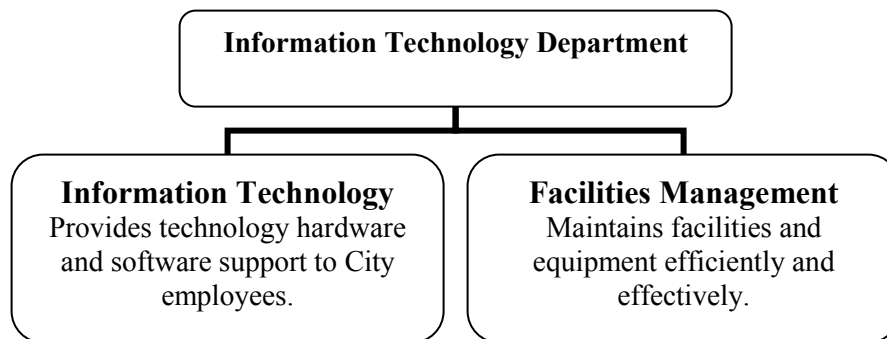 Information Technology Department
Information Technology
Provides technology hardware
and software support to City
employees.
Facilities Management
Maintains facilities and
equipment efficiently and
effectively.